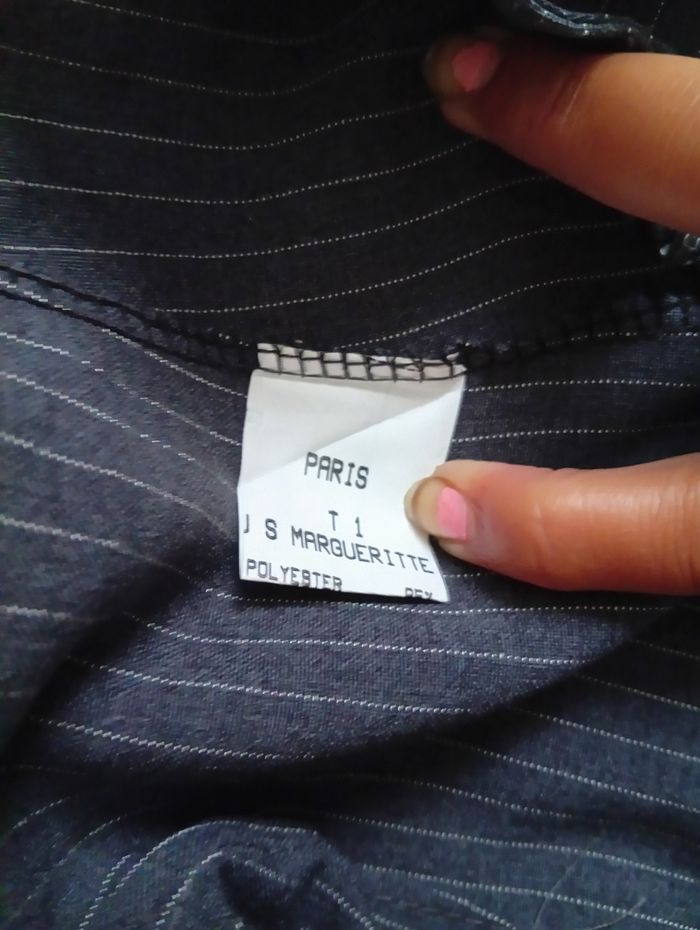 PARIS
T 1
J S MARGUERITTE
POLYESTER